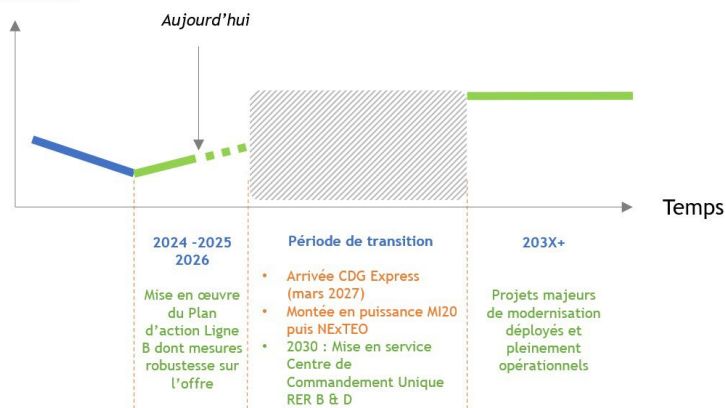 Aujourd’hui
Temps
2024 -2025
2026
Mise en œuvre
du Plan
d’action Ligne
B dont mesures
robustesse sur
l’offre
Période de transition
• Arrivée CDG Express
(mars 2027)
• Montée en puissance MI20
puis NExTEO
• 2030 : Mise en service
Centre de
Commandement Unique
RER B & D
203X+
Projets majeurs
de modernisation
déployés et
pleinement
opérationnels